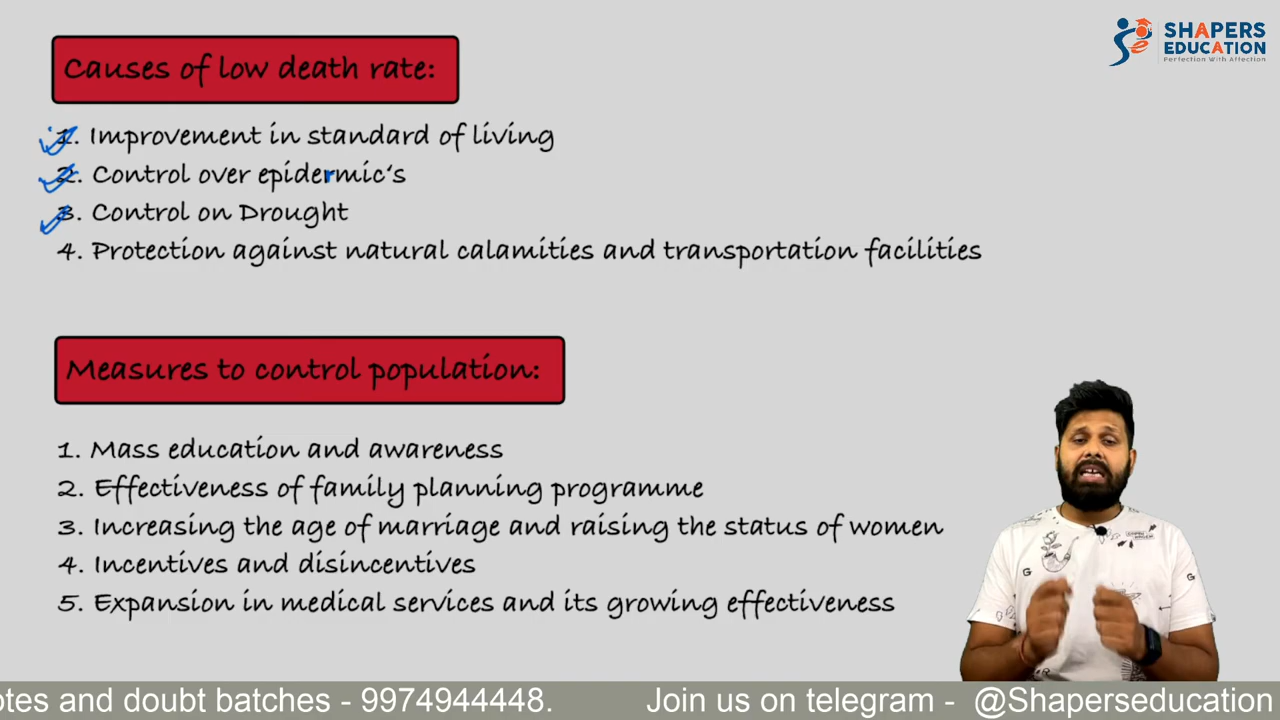 SHAPERS
EDUCATION
Perfection With Affection
Causes of low death rate:
1. Improvement in standard of living
2. Control over epidermic's
3. Control on Drought
4. Protection against natural calamities and transportation facilities
Measures to control population:
1. Mass education and awareness
2. Effectiveness of family planning programme
3. Increasing the age of marriage and raising the status of women
4. Incentives and disincentives
5. Expansion in medical services and its growing effectiveness
otes and doubt batches - 9974944448. Join us on telegram - @Shaperseducation